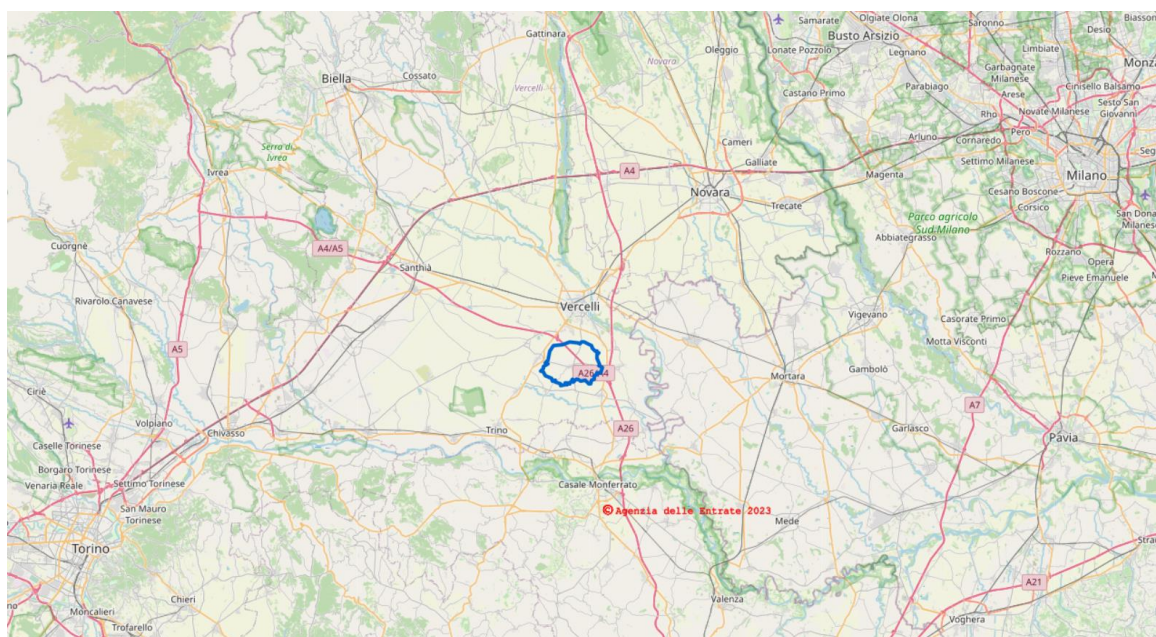 Samarate
Olgiate Olona
Saronno
Biasson
Gattinara
Oleggio
Lonate Pozzolo
Busto Arsizio
Limbiate
Desio
Legnano
Garbagnate
Milanese
Monza
Biella
Cossato
Novara
Castano Primo
Parabiago
Arese
Cinisello Balsamo
Vercelli
Rho
Novate Milanese
Sesto San
Giovanni
Cameri
Arluno
Pero
Cornaredo
Serra di
Ivrea
Galliate
Settimo Milanese
Ivrea
A4
Magenta
Milano
Novara
Cesano Boscone
Trecate
Corsico
Parco agricolo
Sud Milano
San Dona
Milanese
Cuorgnè
A4/A5
Abbiategrasso
Rozzano
Opera
Santhià
Pieve Emanuele
Rivarolo Canavese
Vercelli
Vigevano
Casorate Primo
Motta Visconti
A5
Mortara
Gambolò
Cirié
A7
Volpiano
Trino
A26
Garlasco
Chivasso
Pavia
Caselle Torinese
Borgaro Torinese
Venaria Reale
Settimo Torinese
Casale Monferrato
San Mauro
Torinese
©Agenzia delle Entrate 2023
Mede
Torino
A21
Chieri
Valenza
Moncalieri
Voghera
Trofarello